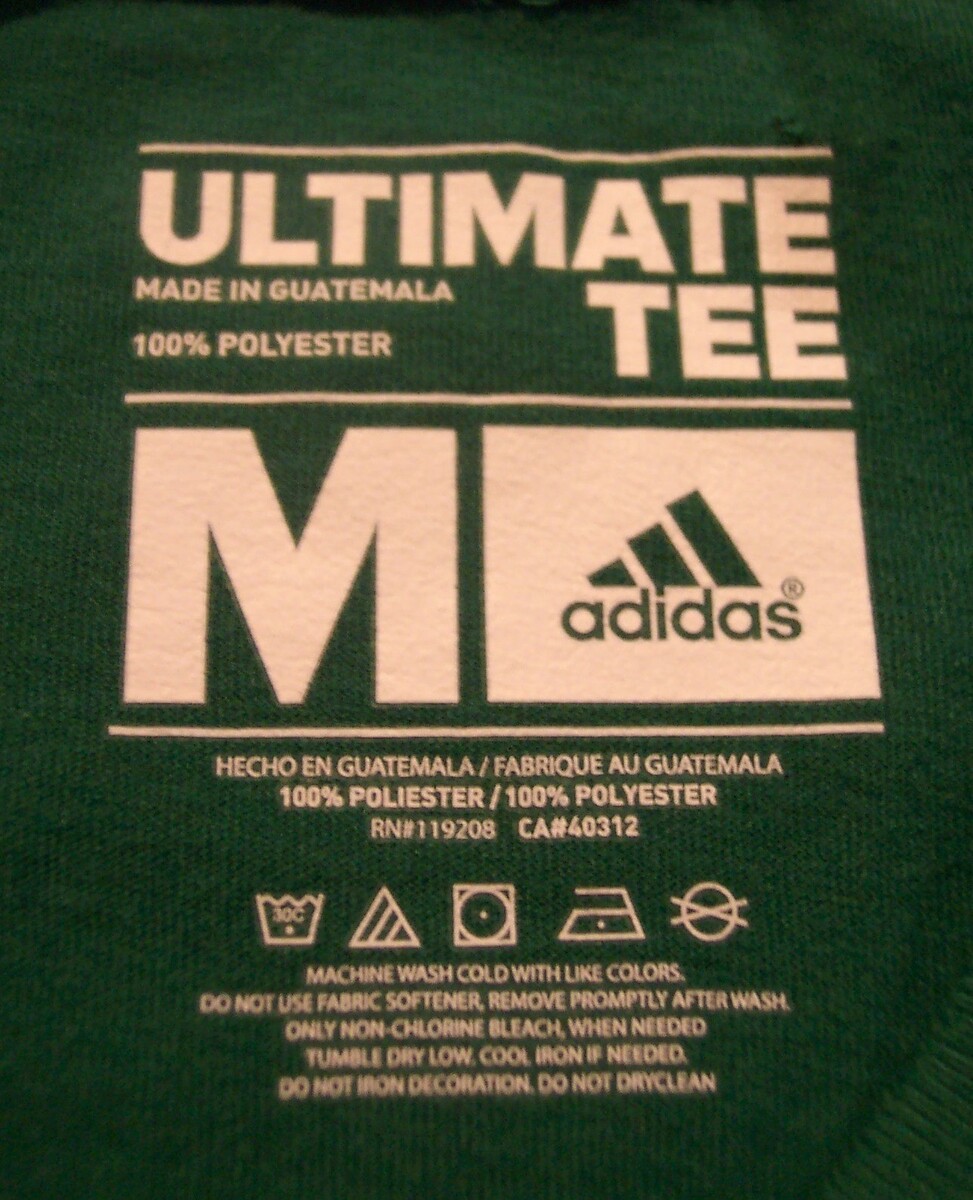 ULTIMATE
TEE
MADE IN GUATEMALA
100% POLYESTER
M
adidas®
HECHO EN GUATEMALA / FABRIQUE AU GUATEMALA
100% POLIESTER / 100% POLYESTER
RN#119208 CA#40312
30C
MACHINE WASH COLD WITH LIKE COLORS.
DO NOT USE FABRIC SOFTENER, REMOVE PROMPTLY AFTER WASH.
ONLY NON-CHLORINE BLEACH, WHEN NEEDED
TUMBLE DRY LOW. COOL IRON IF NEEDED.
DO NOT IRON DECORATION. DO NOT DRYCLEAN